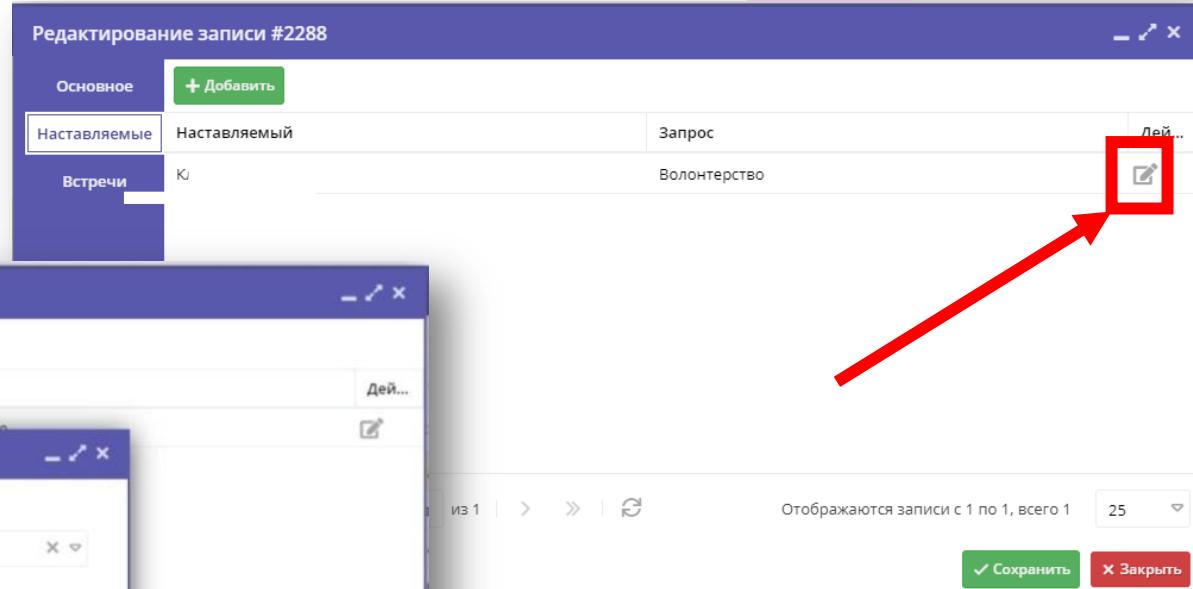 Редактирование записи #2288
Основное
+ Добавить
Наставляемые
Наставляемый
Запрос
Дей...
Встречи
Волонтерство
Дей...
из 1
Отображаются записи с 1 по 1, всего 1
25
Сохранить
Закрыть